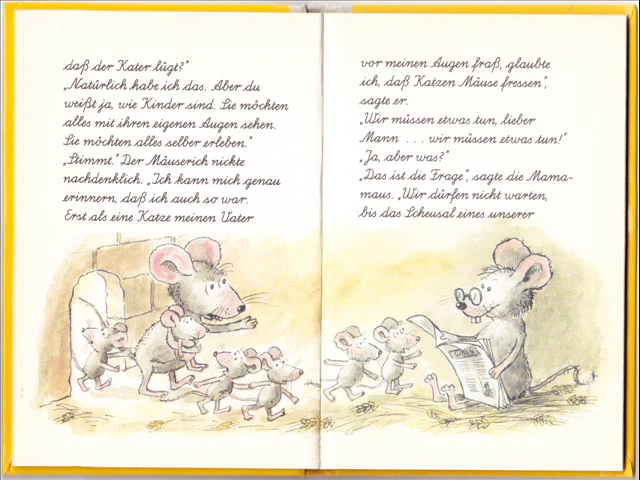 daß der Kater lügt?"
„Natürlich habe ich das. Aber du
weißt ja, wie Kinder sind. Sie möchten
alles mit ihren eigenen Augen sehen.
Sie möchten alles selber erleben."
„Stimmt." Der Mäuserich nickte
nachdenklich. „Ich kann mich genau
erinnern, daß ich auch so war.
Erst als eine Katze meinen Vater
vor meinen Augen fraß, glaubte
ich, daß Katzen Mäuse fressen",
sagte er.
„Wir müssen etwas tun, lieber
Mann . . . wir müssen etwas tun!"
„Ja, aber was?"
„Das ist die Frage", sagte die Mama-
maus. „Wir dürfen nicht warten,
bis das Scheusal eines unserer